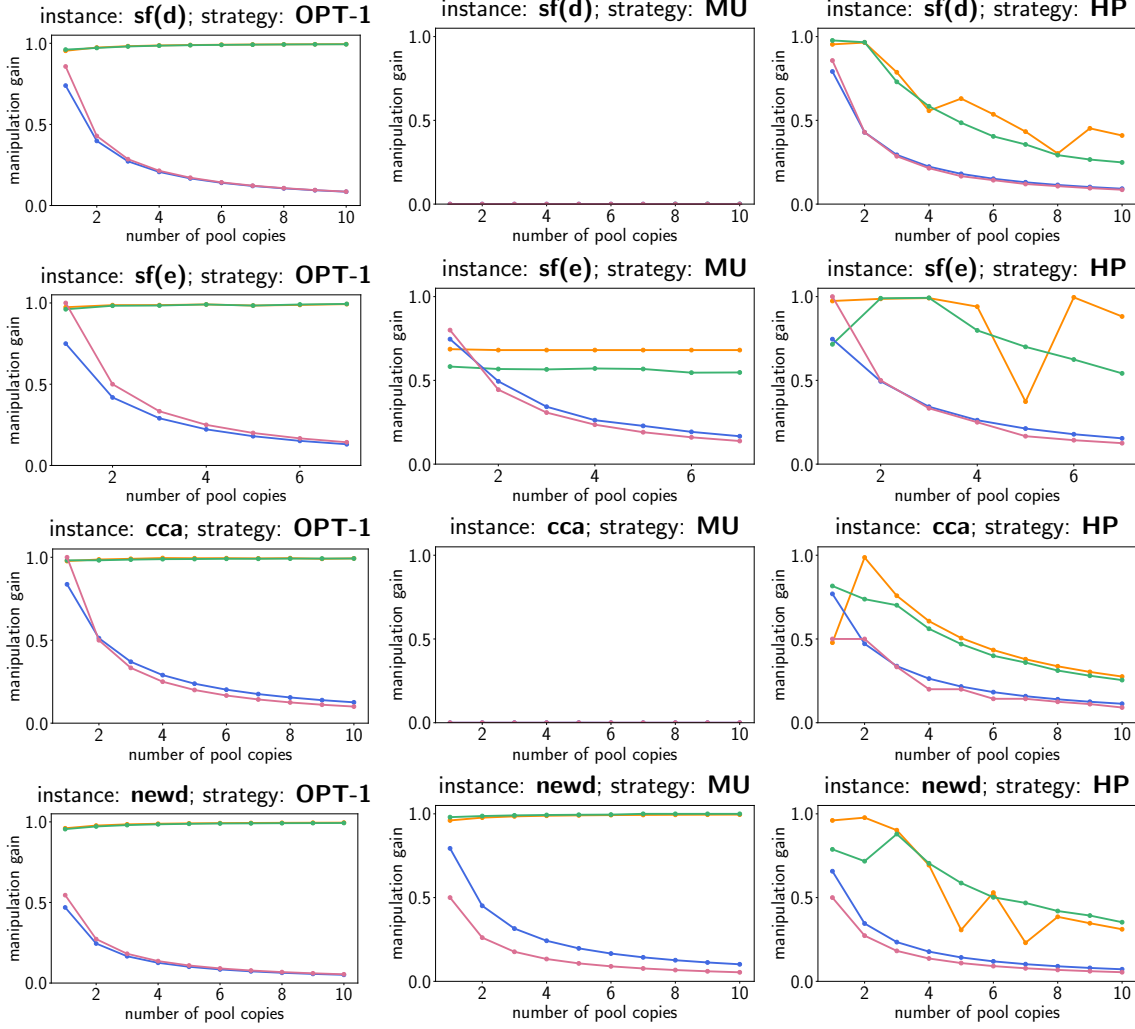 instance: sf(d); strategy: OPT-1
instance: sf(d); strategy: MU
instance: sf(d); strategy: HP
manipulation gain
1.0
0.5
0.0
2 4 6 8 10
number of pool copies
manipulation gain
1.0
0.5
0.0
2 4 6 8 10
number of pool copies
manipulation gain
1.0
0.5
0.0
2 4 6 8 10
number of pool copies
instance: sf(e); strategy: OPT-1
instance: sf(e); strategy: MU
instance: sf(e); strategy: HP
manipulation gain
1.0
0.5
0.0
2 4 6
number of pool copies
manipulation gain
1.0
0.5
0.0
2 4 6
number of pool copies
manipulation gain
1.0
0.5
0.0
2 4 6
number of pool copies
instance: cca; strategy: OPT-1
instance: cca; strategy: MU
instance: cca; strategy: HP
manipulation gain
1.0
0.5
0.0
2 4 6 8 10
number of pool copies
manipulation gain
1.0
0.5
0.0
2 4 6 8 10
number of pool copies
manipulation gain
1.0
0.5
0.0
2 4 6 8 10
number of pool copies
instance: newd; strategy: OPT-1
instance: newd; strategy: MU
instance: newd; strategy: HP
manipulation gain
1.0
0.5
0.0
2 4 6 8 10
number of pool copies
manipulation gain
1.0
0.5
0.0
2 4 6 8 10
number of pool copies
manipulation gain
1.0
0.5
0.0
2 4 6 8 10
number of pool copies